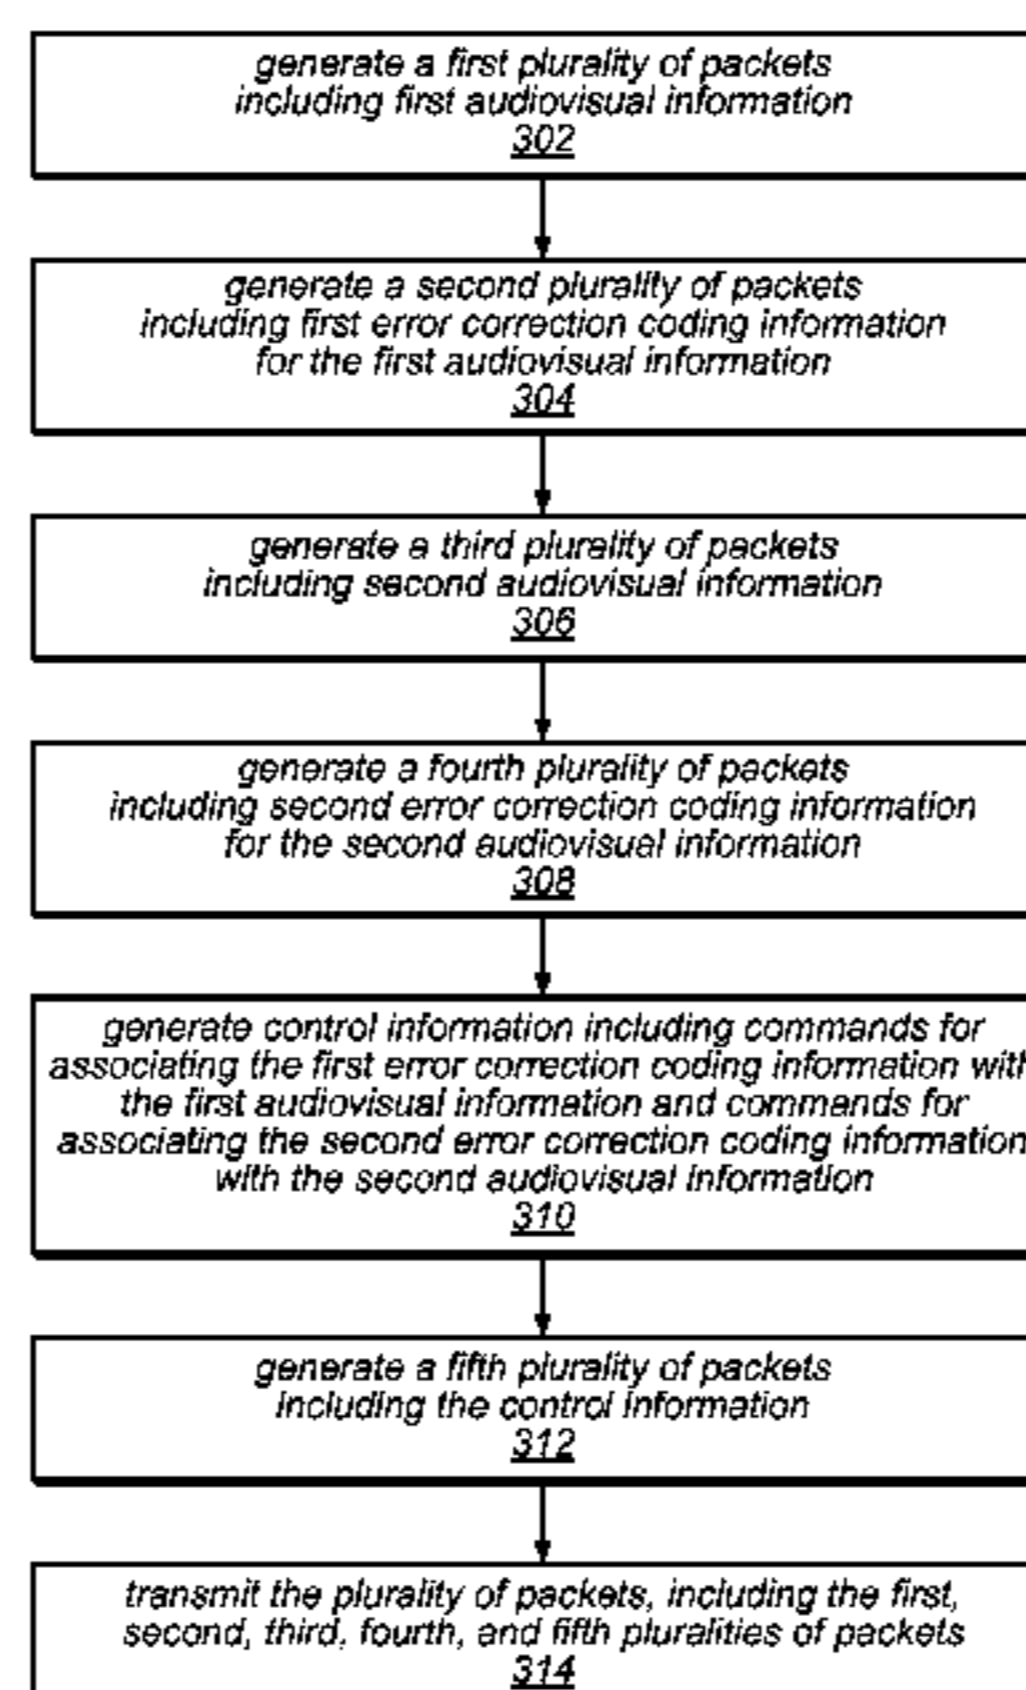 generate a first plurality of packets
including first audiovisual information
302
generate a second plurality of packets
including first error correction coding information
for the first audiovisual information
304
generate a third plurality of packets
including second audiovisual information
306
generate a fourth plurality of packets
including second error correction coding information
for the second audiovisual information
308
generate control information including commands for
associating the first error correction coding information with
the first audiovisual information and commands for
associating the second error correction coding information
with the second audiovisual information
310
generate a fifth plurality of packets
including the control information
312
transmit the plurality of packets, including the first,
second, third, fourth, and fifth pluralities of packets
314